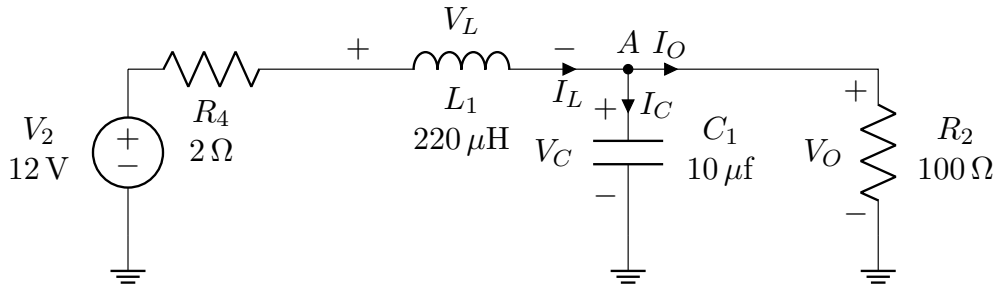 V_L
+
−
A
I_O
R_4
2 Ω
L_1
220 μH
I_L
+
I_C
+
V_2
12 V
+
−
V_C
C_1
10 μf
V_O
R_2
100 Ω
−
−